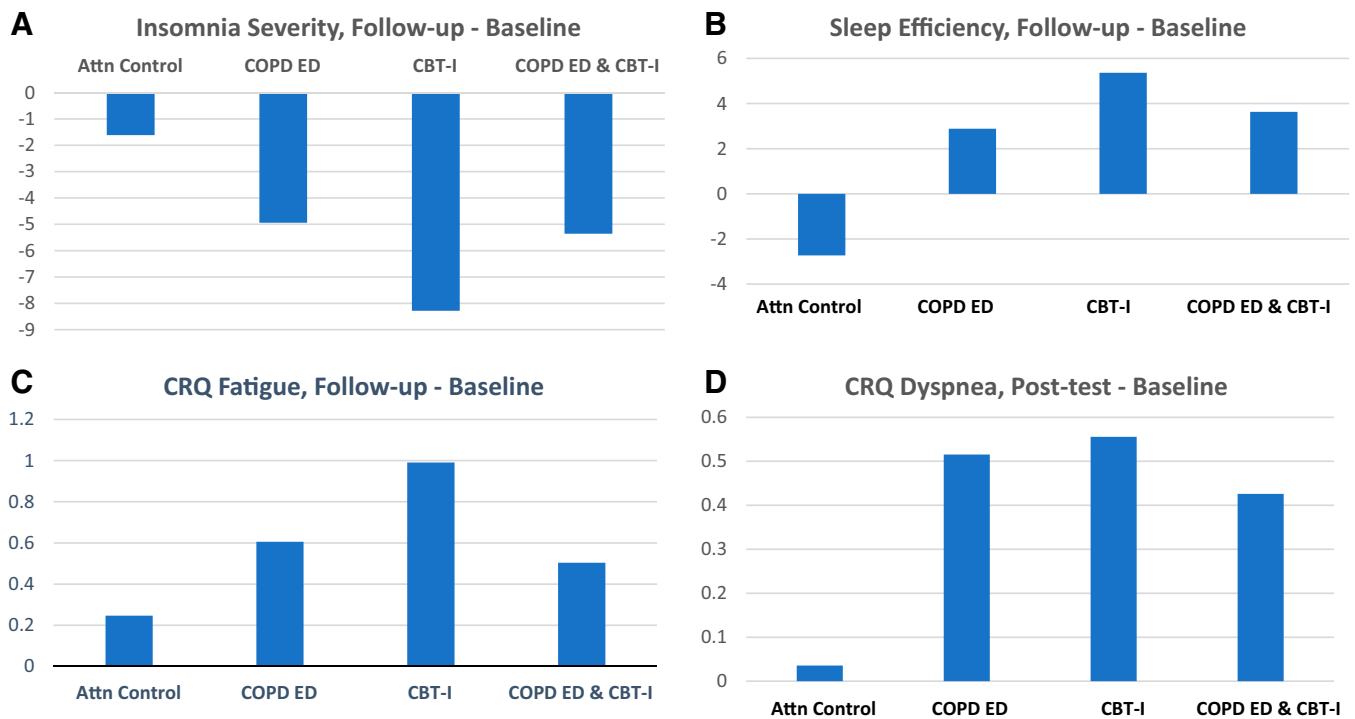 A
Insomnia Severity, Follow-up - Baseline
Attn Control COPD ED CBT-I COPD ED & CBT-I
0
-1
-2
-3
-4
-5
-6
-7
-8
-9
B
Sleep Efficiency, Follow-up - Baseline
6
4
2
0
-2
-4
Attn Control COPD ED CBT-I COPD ED & CBT-I
C
CRQ Fatigue, Follow-up - Baseline
1.2
1
0.8
0.6
0.4
0.2
0
Attn Control COPD ED CBT-I COPD ED & CBT-I
D
CRQ Dyspnea, Post-test - Baseline
0.6
0.5
0.4
0.3
0.2
0.1
0
Attn Control COPD ED CBT-I COPD ED & CBT-I